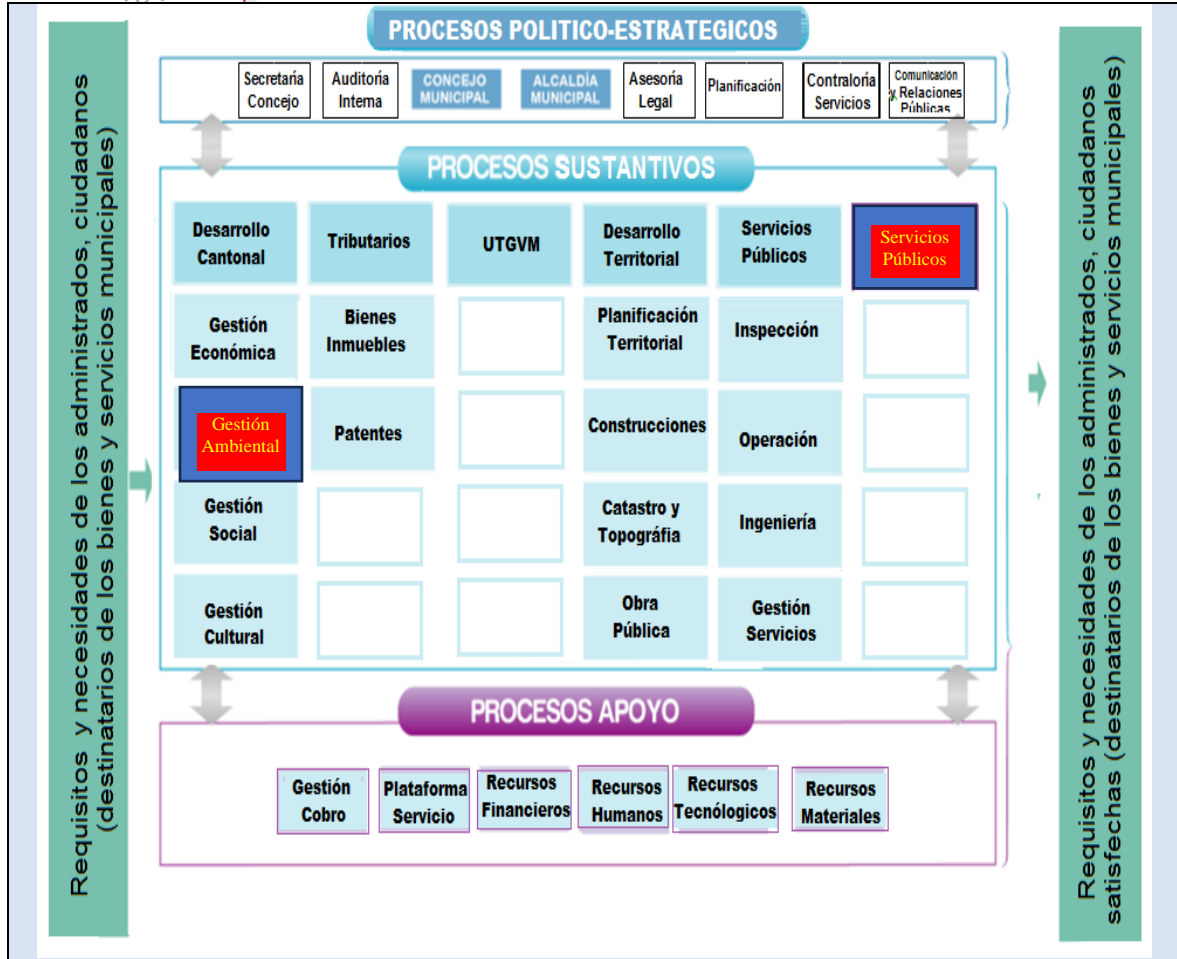 Requisitos y necesidades de los administrados, ciudadanos
(destinatarios de los bienes y servicios municipales)
PROCESOS POLITICO-ESTRATEGICOS
Secretaría
Concejo
Auditoría
Interna
CONCEJO
MUNICIPAL
ALCALDÍA
MUNICIPAL
Asesoría
Legal
Planificación
Contraloría
Servicios
Comunicación
y Relaciones
Públicas
PROCESOS SUSTANTIVOS
Desarrollo
Cantonal
Tributarios
UTGVM
Desarrollo
Territorial
Servicios
Públicos
Servicios
Públicos
Gestión
Económica
Bienes
Inmuebles
Planificación
Territorial
Inspección
Gestión
Ambiental
Patentes
Construcciones
Operación
Gestión
Social
Catastro y
Topográfia
Ingeniería
Gestión
Cultural
Obra
Pública
Gestión
Servicios
PROCESOS APOYO
Gestión
Cobro
Plataforma
Servicio
Recursos
Financieros
Recursos
Humanos
Recursos
Tecnólogicos
Recursos
Materiales
Requisitos y necesidades de los administrados, ciudadanos
satisfechas (destinatarios de los bienes y servicios municipales)